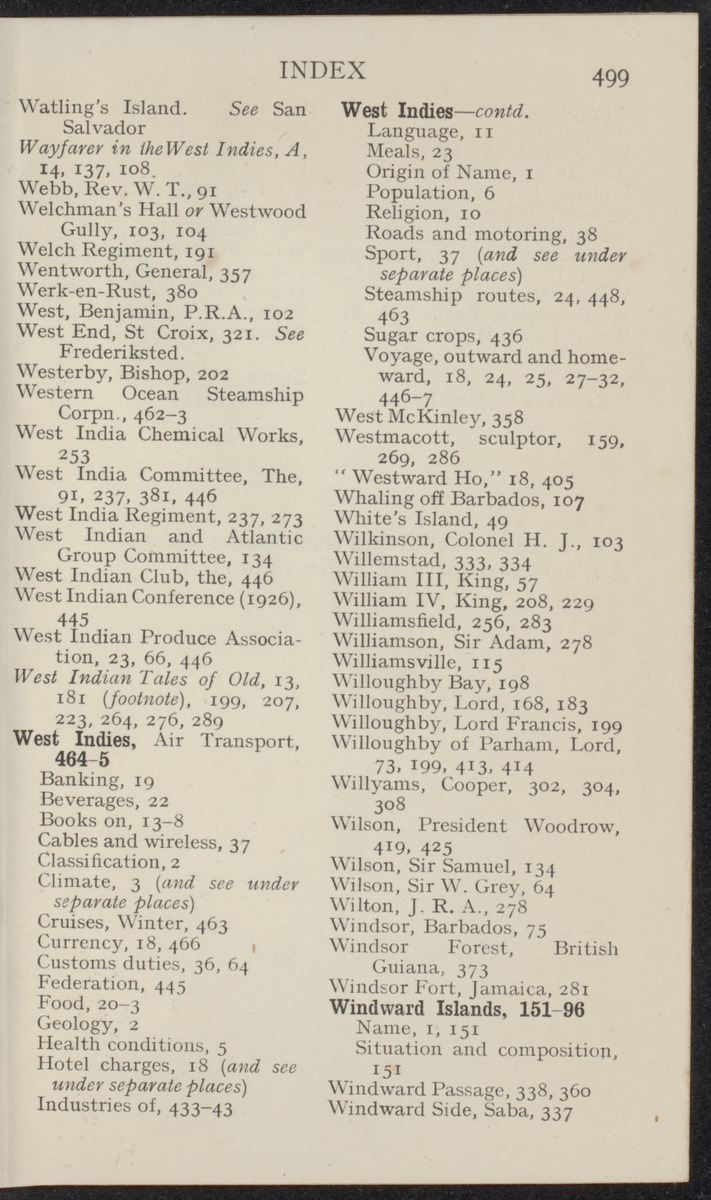 INDEX
499
Watling's Island. See San
Salvador
Wayfarer in the West Indies, A,
14, 137, 108.
Webb, Rev. W. T., 91
Welchman's Hall or Westwood
Gully, 103, 104
Welch Regiment, 191
Wentworth, General, 357
Werk-en-Rust, 380
West, Benjamin, P.R.A., 102
West End, St Croix, 321. See
Frederiksted.
Westerby, Bishop, 202
Western Ocean Steamship
Corpn., 462-3
West India Chemical Works,
253
West India Committee, The,
91, 237, 381, 446
West India Regiment, 237, 273
West Indian and Atlantic
Group Committee, 134
West Indian Club, the, 446
West Indian Conference (1926),
445
West Indian Produce Associa-
tion, 23, 66, 446
West Indian Tales of Old, 13,
181 (footnote), 199, 207,
223, 264, 276, 289
West Indies, Air Transport,
464-5
Banking, 19
Beverages, 22
Books on, 13-8
Cables and wireless, 37
Classification, 2
Climate, 3 (and see under
separate places)
Cruises, Winter, 463
Currency, 18, 466
Customs duties, 36, 64
Federation, 445
Food, 20-3
Geology, 2
Health conditions, 5
Hotel charges, 18 (and see
under separate places)
Industries of, 433-43
West Indies—contd.
Language, 11
Meals, 23
Origin of Name, 1
Population, 6
Religion, 10
Roads and motoring, 38
Sport, 37 (and see under
separate places)
Steamship routes, 24, 448,
463
Sugar crops, 436
Voyage, outward and home-
ward, 18, 24, 25, 27-32,
446-7
West McKinley, 358
Westmacott, sculptor, 159,
269, 286
"Westward Ho," 18, 405
Whaling off Barbados, 107
White's Island, 49
Wilkinson, Colonel H. J., 103
Willemstad, 333, 334
William III, King, 57
William IV, King, 208, 229
Williamsfield, 256, 283
Williamson, Sir Adam, 278
Williamsville, 115
Willoughby Bay, 198
Willoughby, Lord, 168, 183
Willoughby, Lord Francis, 199
Willoughby of Parham, Lord,
73, 199, 413, 414
Willyams, Cooper, 302, 304,
308
Wilson, President Woodrow,
419, 425
Wilson, Sir Samuel, 134
Wilson, Sir W. Grey, 64
Wilton, J. R. A., 278
Windsor, Barbados, 75
Windsor Forest, British
Guiana, 373
Windsor Fort, Jamaica, 281
Windward Islands, 151-96
Name, 1, 151
Situation and composition,
151
Windward Passage, 338, 360
Windward Side, Saba, 337